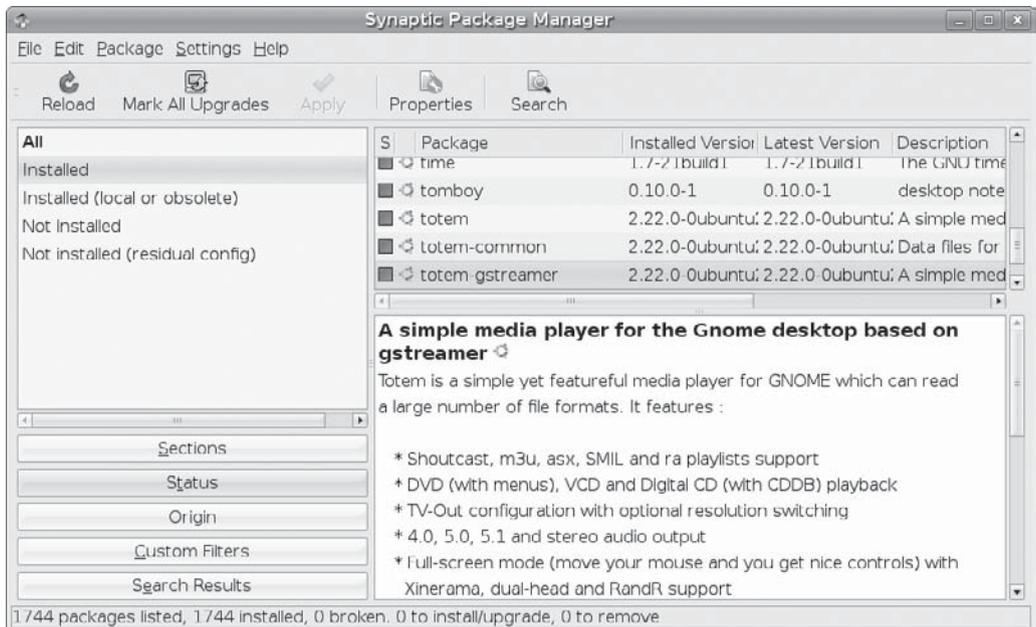 Synaptic Package Manager
File Edit Package Settings Help
Reload Mark All Upgrades Apply Properties Search
All
Installed
Installed (local or obsolete)
Not installed
Not installed (residual config)
S Package Installed Version Latest Version Description
time 1.7-21build1 1.7-21build1 The GNU time
tomboy 0.10.0-1 0.10.0-1 desktop note
totem 2.22.0-0ubuntu 2.22.0-0ubuntu A simple med
totem-common 2.22.0-0ubuntu 2.22.0-0ubuntu Data files for
totem-gstreamer 2.22.0-0ubuntu 2.22.0-0ubuntu A simple med
A simple media player for the Gnome desktop based on
gstreamer
Totem is a simple yet featureful media player for GNOME which can read
a large number of file formats. It features :
* Shoutcast, m3u, asx, SMIL and ra playlists support
* DVD (with menus), VCD and Digital CD (with CDDB) playback
* TV-Out configuration with optional resolution switching
* 4.0, 5.0, 5.1 and stereo audio output
* Full-screen mode (move your mouse and you get nice controls) with
Xinerama, dual-head and RandR support
Sections
Status
Origin
Custom Filters
Search Results
1744 packages listed, 1744 installed, 0 broken. 0 to install/upgrade, 0 to remove